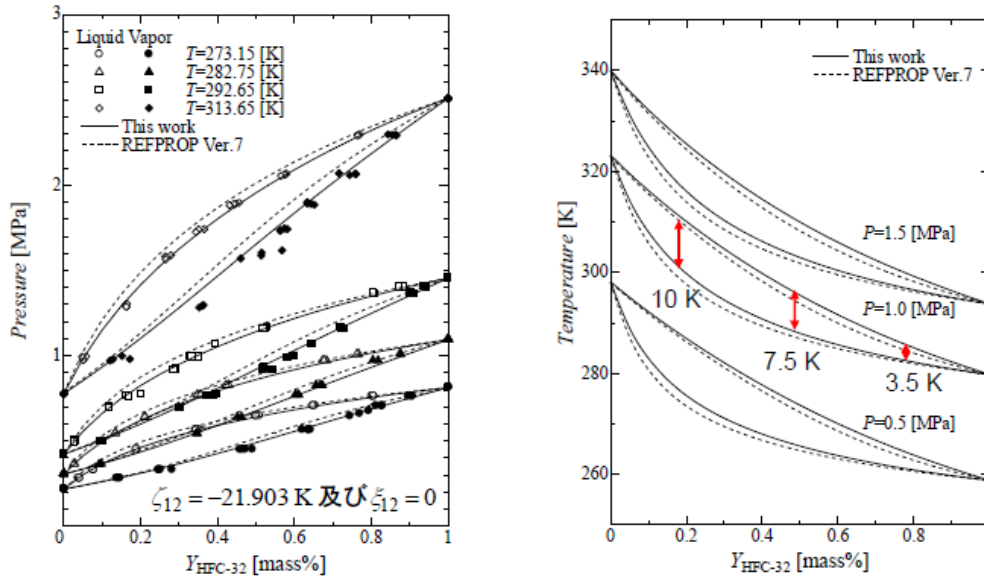 Liquid Vapor
T=273.15 [K]
T=282.75 [K]
T=292.65 [K]
T=313.65 [K]
This work
REFPROP Ver.7
3
2
1
0
Pressure [MPa]
ζ₁₂ = −21.903 K 及び ξ₁₂ = 0
0 0.2 0.4 0.6 0.8 1
Y_HFC-32 [mass%]
This work
REFPROP Ver.7
340
320
300
280
260
Temperature [K]
P=1.5 [MPa]
10 K
P=1.0 [MPa]
7.5 K
3.5 K
P=0.5 [MPa]
0 0.2 0.4 0.6 0.8
Y_HFC-32 [mass%]